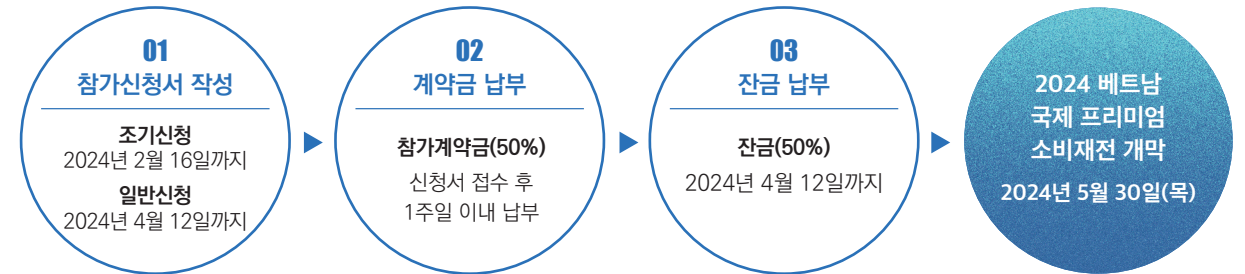 01
참가신청서 작성
조기신청
2024년 2월 16일까지
일반신청
2024년 4월 12일까지
02
계약금 납부
참가계약금(50%)
신청서 접수 후
1주일 이내 납부
03
잔금 납부
잔금(50%)
2024년 4월 12일까지
2024 베트남
국제 프리미엄
소비재전 개막
2024년 5월 30일(목)